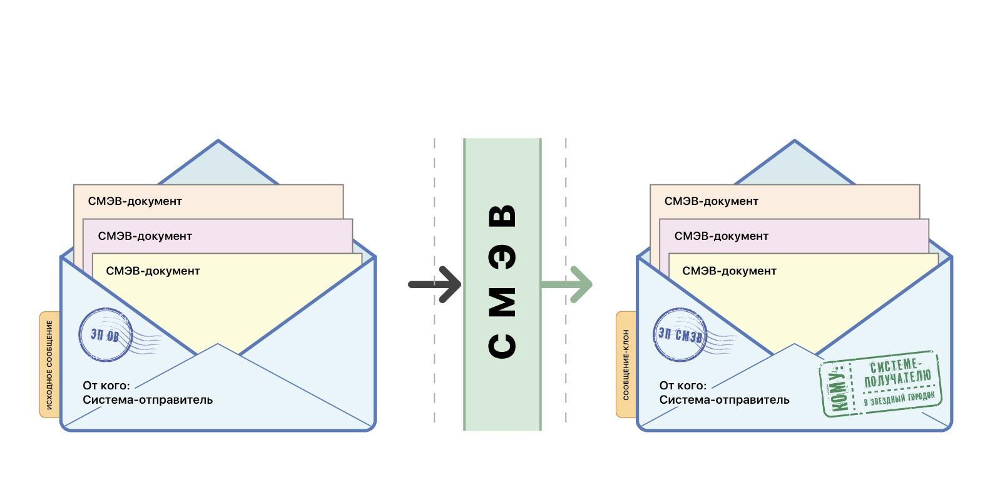 СМЭВ-документ
СМЭВ-документ
СМЭВ-документ
ЭП ОВ
ИСХОДНОЕ СООБЩЕНИЕ
От кого:
Система-отправитель
СМЭВ
СМЭВ-документ
СМЭВ-документ
СМЭВ-документ
ЭП СМЭВ
СООБЩЕНИЕ-КЛОН
От кого:
Система-отправитель
КОМУ:
СИСТЕМЕ-
ПОЛУЧАТЕЛЮ
В ЗВЕЗДНЫЙ ГОРОДОК